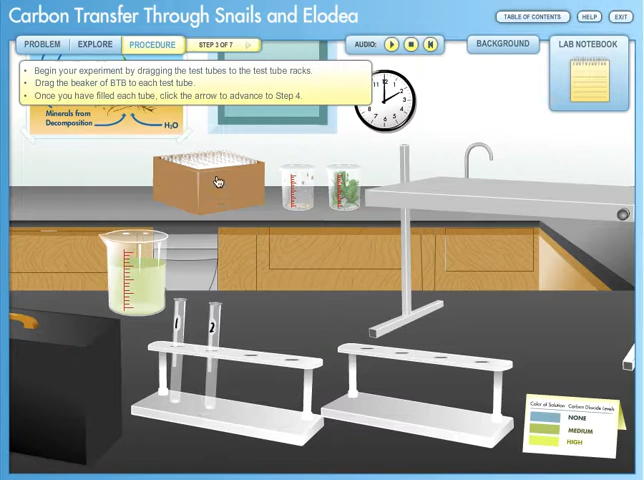 Carbon Transfer Through Snails and Elodea
TABLE OF CONTENTS
HELP
EXIT
PROBLEM
EXPLORE
PROCEDURE
STEP 3 OF 7
AUDIO:
BACKGROUND
LAB NOTEBOOK
• Begin your experiment by dragging the test tubes to the test tube racks.
• Drag the beaker of BTB to each test tube.
• Once you have filled each tube, click the arrow to advance to Step 4.
Minerals from
Decomposition
H₂O
1
2
Color of Solution Carbon Dioxide Levels
NONE
MEDIUM
HIGH